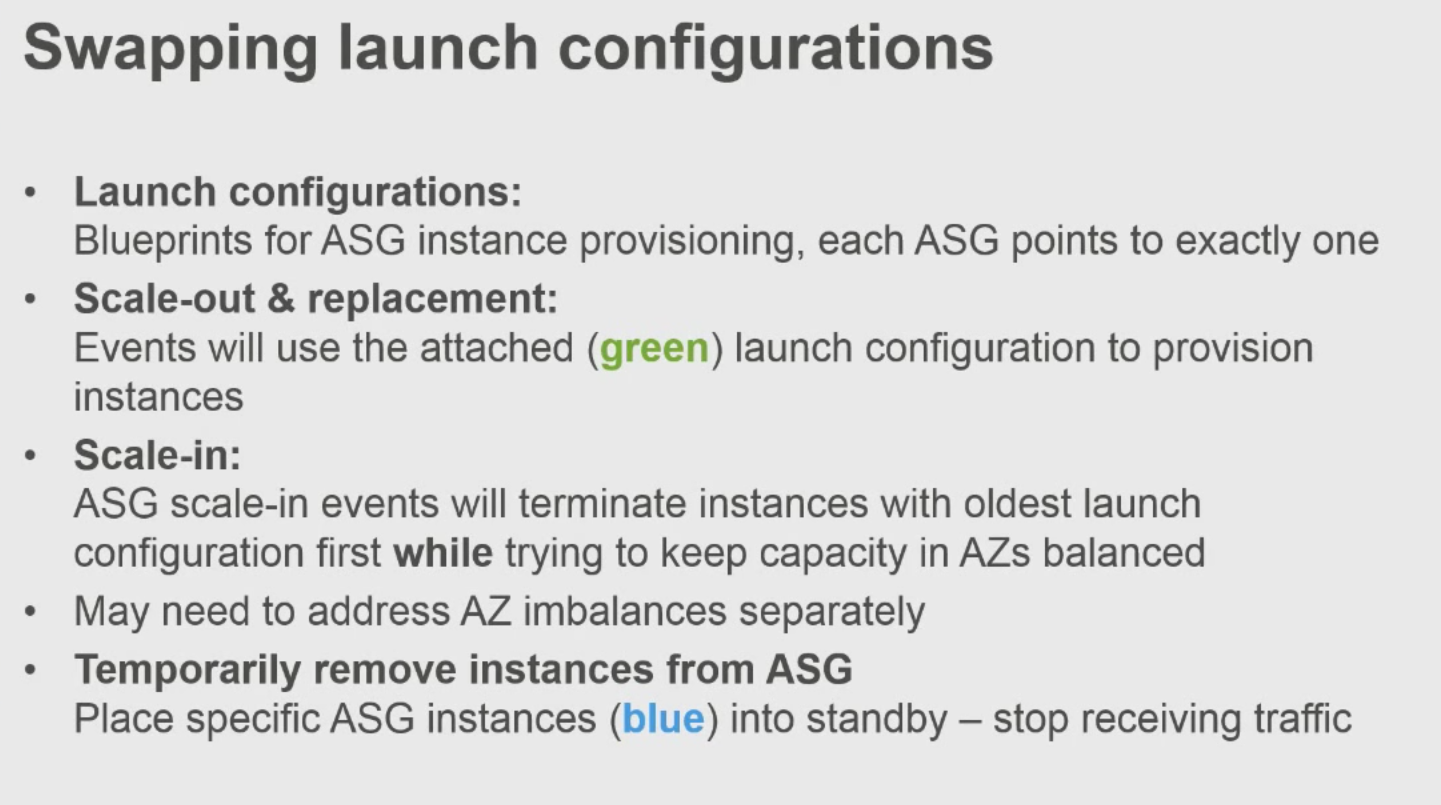 Swapping launch configurations
• Launch configurations:
Blueprints for ASG instance provisioning, each ASG points to exactly one
• Scale-out & replacement:
Events will use the attached (green) launch configuration to provision
instances
• Scale-in:
ASG scale-in events will terminate instances with oldest launch
configuration first while trying to keep capacity in AZs balanced
• May need to address AZ imbalances separately
• Temporarily remove instances from ASG
Place specific ASG instances (blue) into standby – stop receiving traffic